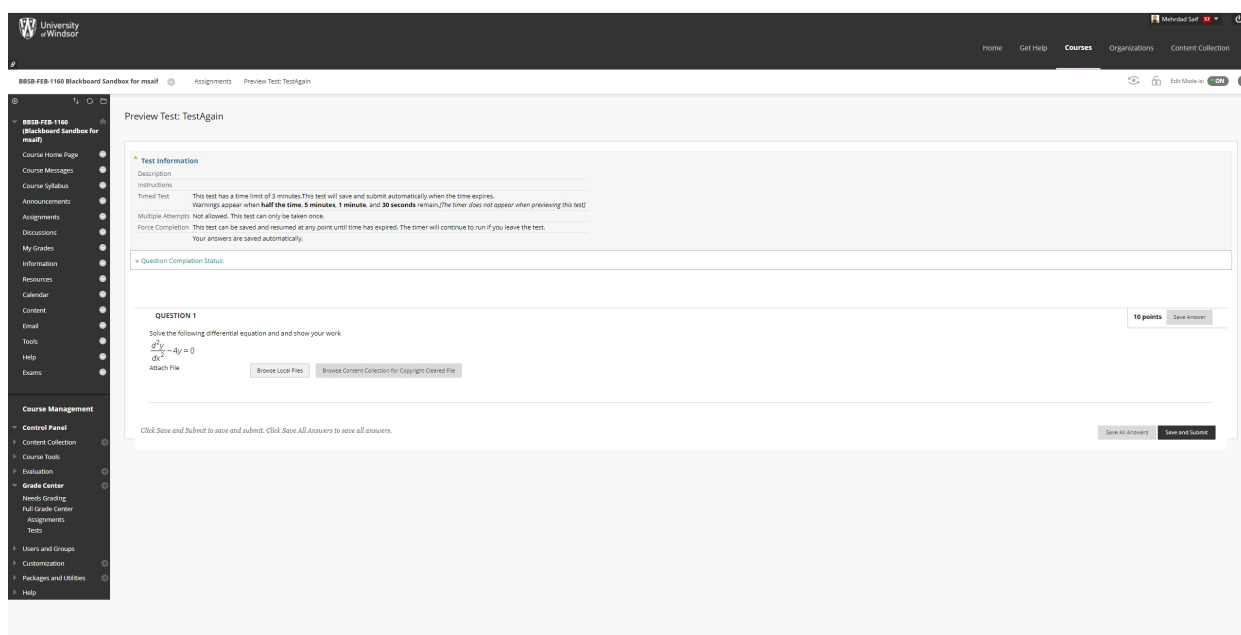 University
of Windsor
Mehrdad Saif 57
Home Get Help Courses Organizations Content Collection
BBSB-FEB-1160 Blackboard Sandbox for msaif Assignments Preview Test: TestAgain
Edit Mode is: ON
BBSB-FEB-1160
(Blackboard Sandbox for
msaif)
Course Home Page
Course Messages
Course Syllabus
Announcements
Assignments
Discussions
My Grades
Information
Resources
Calendar
Content
Email
Tools
Help
Exams
Course Management
Control Panel
Content Collection
Course Tools
Evaluation
Grade Center
Needs Grading
Full Grade Center
Assignments
Tests
Users and Groups
Customization
Packages and Utilities
Help
Preview Test: TestAgain
* Test Information
Description
Instructions
Timed Test This test has a time limit of 3 minutes.This test will save and submit automatically when the time expires.
Warnings appear when half the time, 5 minutes, 1 minute, and 30 seconds remain.[The timer does not appear when previewing this test]
Multiple Attempts Not allowed. This test can only be taken once.
Force Completion This test can be saved and resumed at any point until time has expired. The timer will continue to run if you leave the test.
Your answers are saved automatically.
Question Completion Status:
QUESTION 1
10 points Save Answer
Solve the following differential equation and and show your work
d²y/dx² − 4y = 0
Attach File Browse Local Files Browse Content Collection for Copyright Cleared File
Click Save and Submit to save and submit. Click Save All Answers to save all answers.
Save All Answers Save and Submit